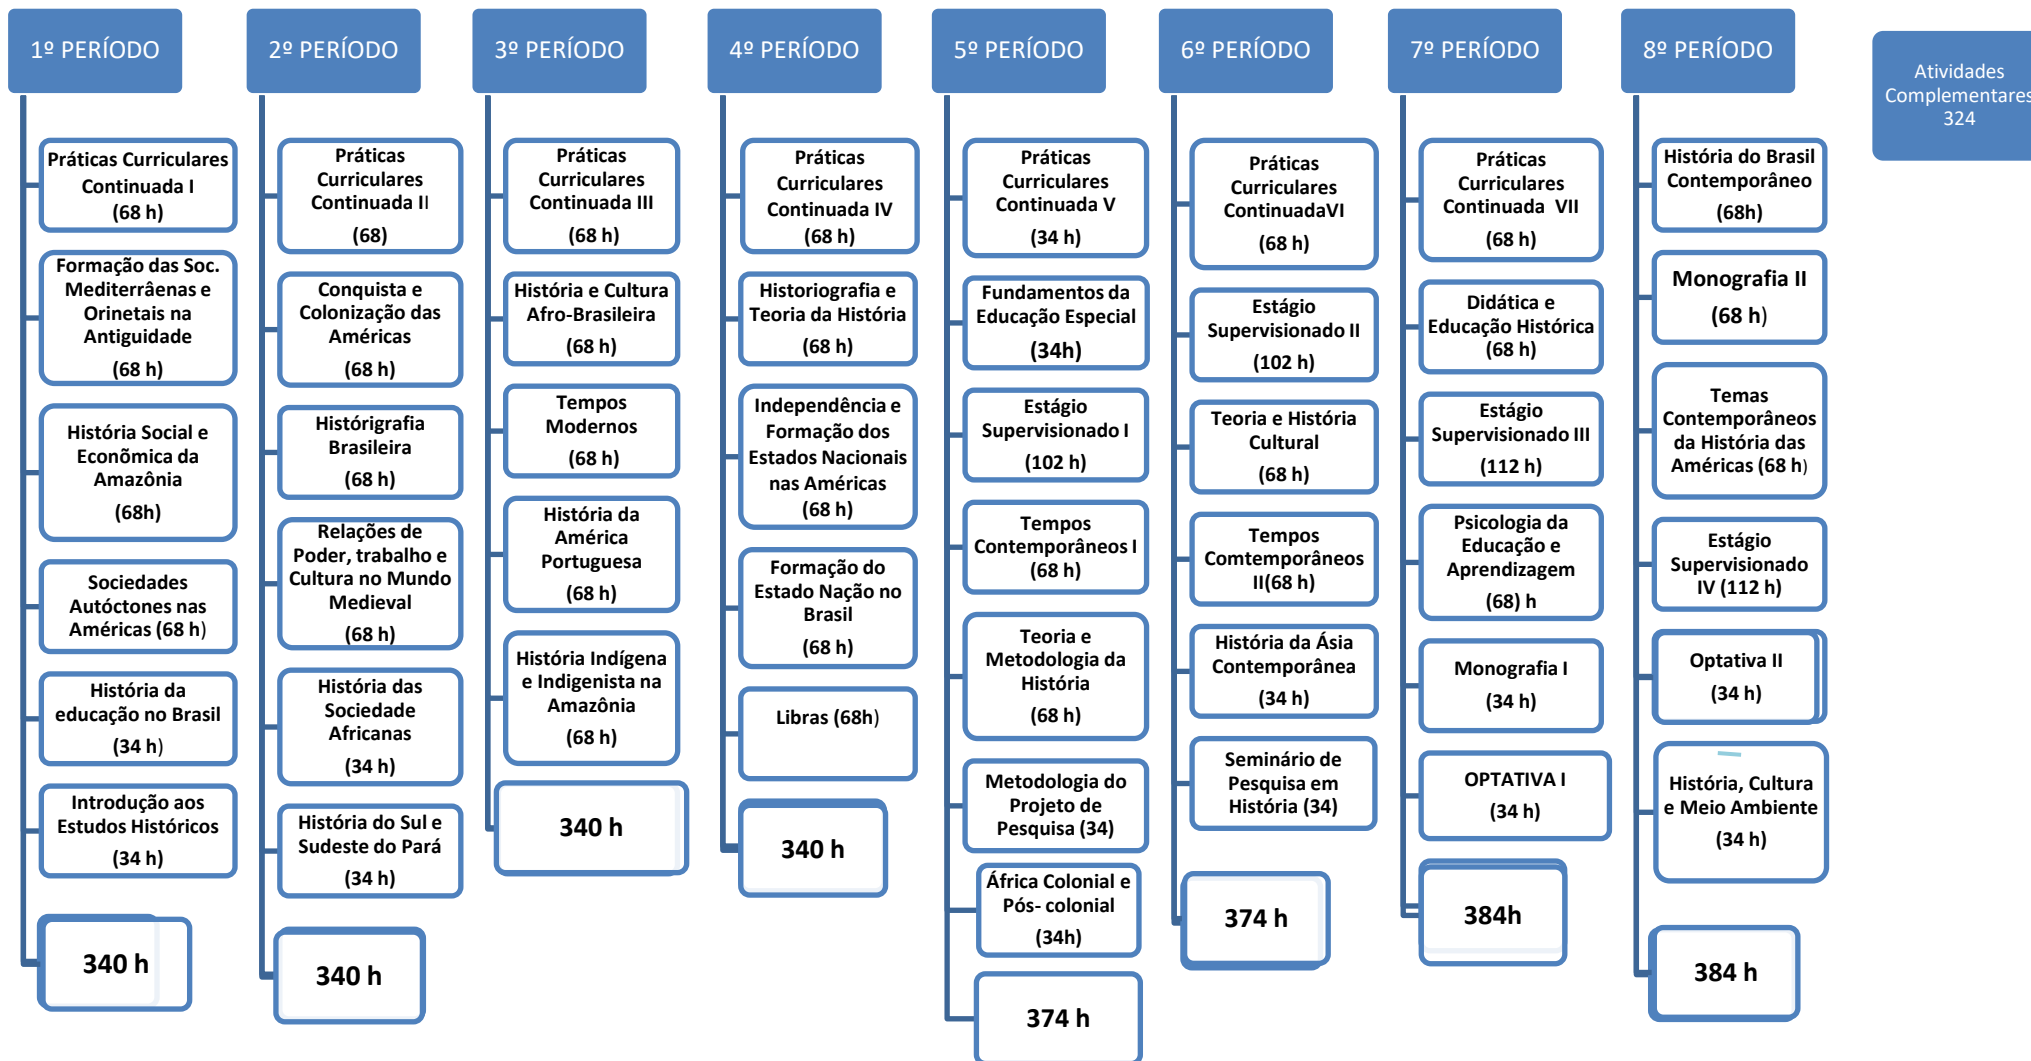 1º PERÍODO
Práticas Curriculares
Continuada I
(68 h)
Formação das Soc.
Mediterrâenas e
Orinetais na
Antiguidade
(68 h)
História Social e
Econômica da
Amazônia
(68h)
Sociedades
Autóctones nas
Américas (68 h)
História da
educação no Brasil
(34 h)
Introdução aos
Estudos Históricos
(34 h)
340 h
2º PERÍODO
Práticas
Curriculares
Continuada II
(68)
Conquista e
Colonização das
Américas
(68 h)
Histórigrafia
Brasileira
(68 h)
Relações de
Poder, trabalho e
Cultura no Mundo
Medieval
(68 h)
História das
Sociedade
Africanas
(34 h)
História do Sul e
Sudeste do Pará
(34 h)
340 h
3º PERÍODO
Práticas
Curriculares
Continuada III
(68 h)
História e Cultura
Afro-Brasileira
(68 h)
Tempos
Modernos
(68 h)
História da
América
Portuguesa
(68 h)
História Indígena
e Indigenista na
Amazônia
(68 h)
340 h
4º PERÍODO
Práticas
Curriculares
Continuada IV
(68 h)
Historiografia e
Teoria da História
(68 h)
Independência e
Formação dos
Estados Nacionais
nas Américas
(68 h)
Formação do
Estado Nação no
Brasil
(68 h)
Libras (68h)
340 h
5º PERÍODO
Práticas
Curriculares
Continuada V
(34 h)
Fundamentos da
Educação Especial
(34h)
Estágio
Supervisionado I
(102 h)
Tempos
Contemporâneos I
(68 h)
Teoria e
Metodologia da
História
(68 h)
Metodologia do
Projeto de
Pesquisa (34)
África Colonial e
Pós- colonial
(34h)
374 h
6º PERÍODO
Práticas
Curriculares
ContinuadaVI
(68 h)
Estágio
Supervisionado II
(102 h)
Teoria e História
Cultural
(68 h)
Tempos
Comtemporâneos
II(68 h)
História da Ásia
Contemporânea
(34 h)
Seminário de
Pesquisa em
História (34)
374 h
7º PERÍODO
Práticas
Curriculares
Continuada VII
(68 h)
Didática e
Educação Histórica
(68 h)
Estágio
Supervisionado III
(112 h)
Psicologia da
Educação e
Aprendizagem
(68) h
Monografia I
(34 h)
OPTATIVA I
(34 h)
384h
8º PERÍODO
História do Brasil
Contemporâneo
(68h)
Monografia II
(68 h)
Temas
Contemporâneos
da História das
Américas (68 h)
Estágio
Supervisionado
IV (112 h)
Optativa II
(34 h)
História, Cultura
e Meio Ambiente
(34 h)
384 h
Atividades
Complementares
324